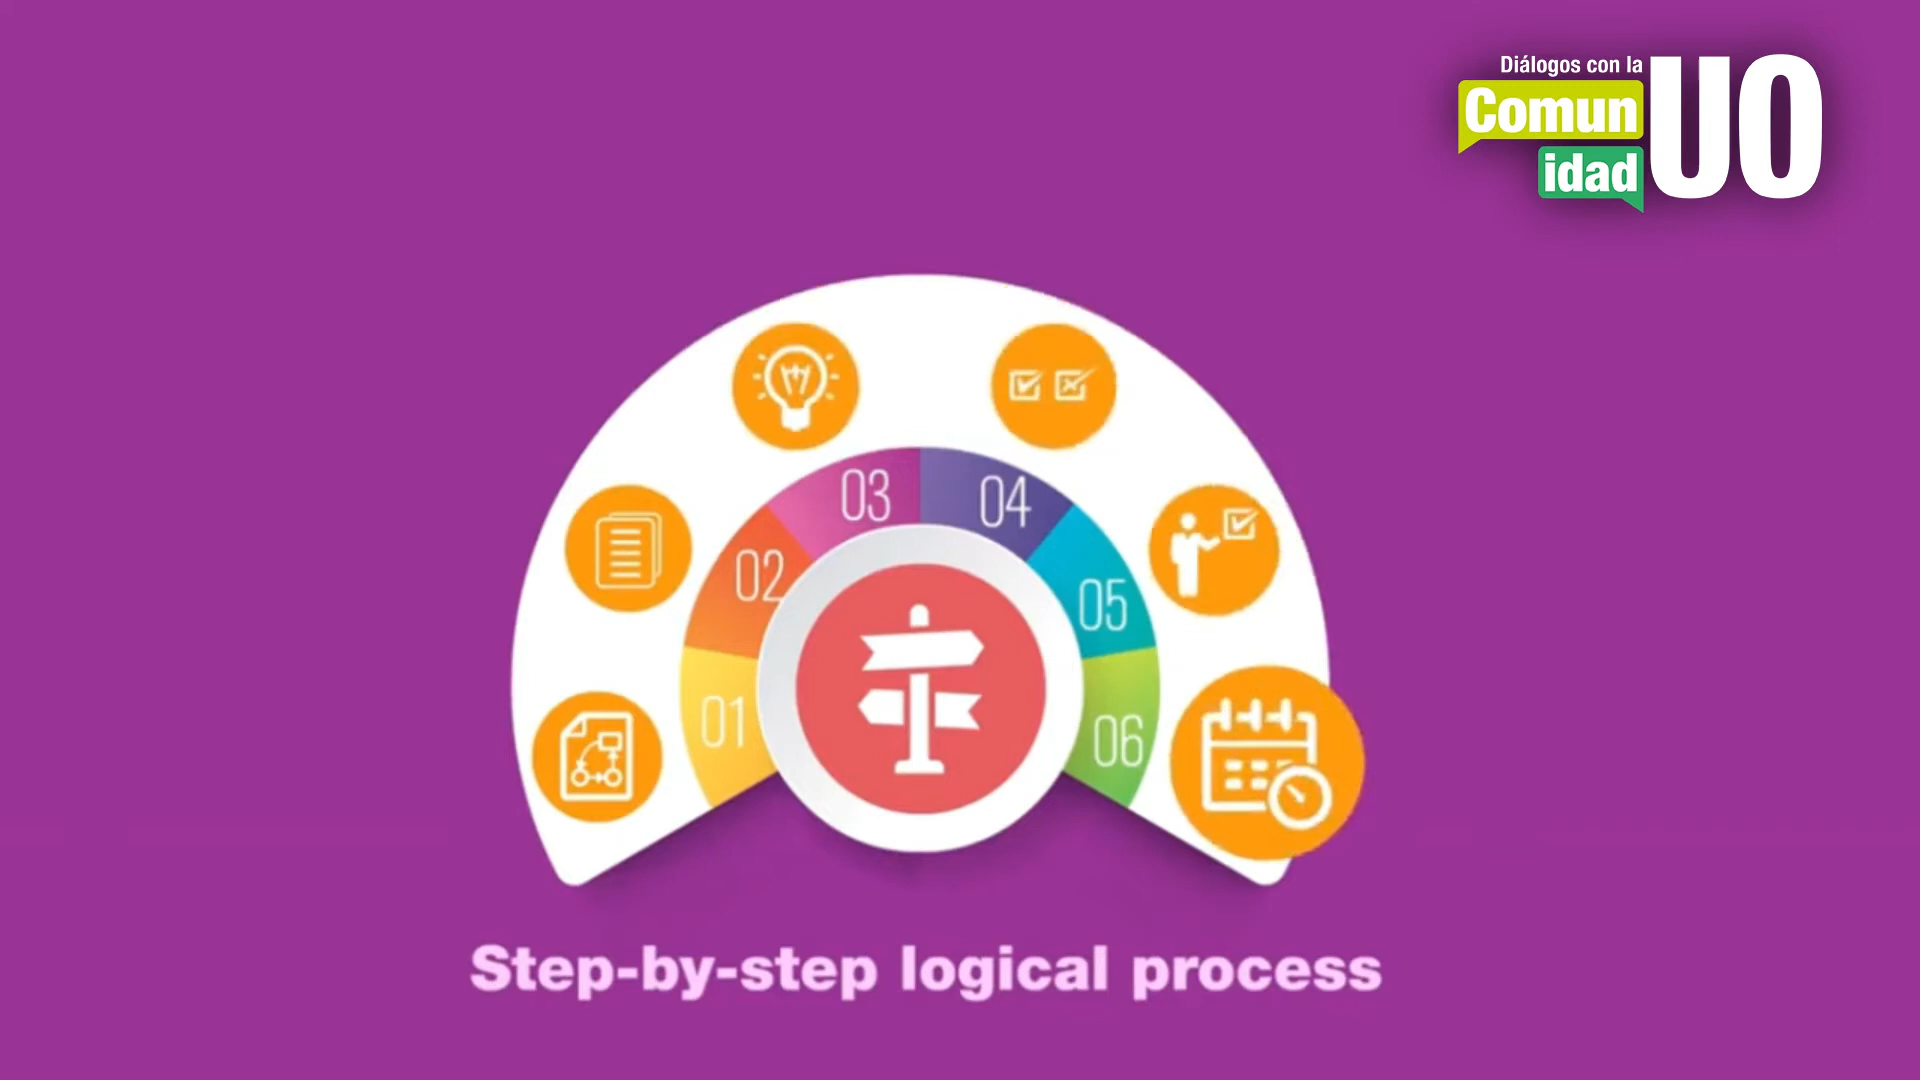 Diálogos con la
Comun
idad
UO
01
02
03
04
05
06
Step-by-step logical process